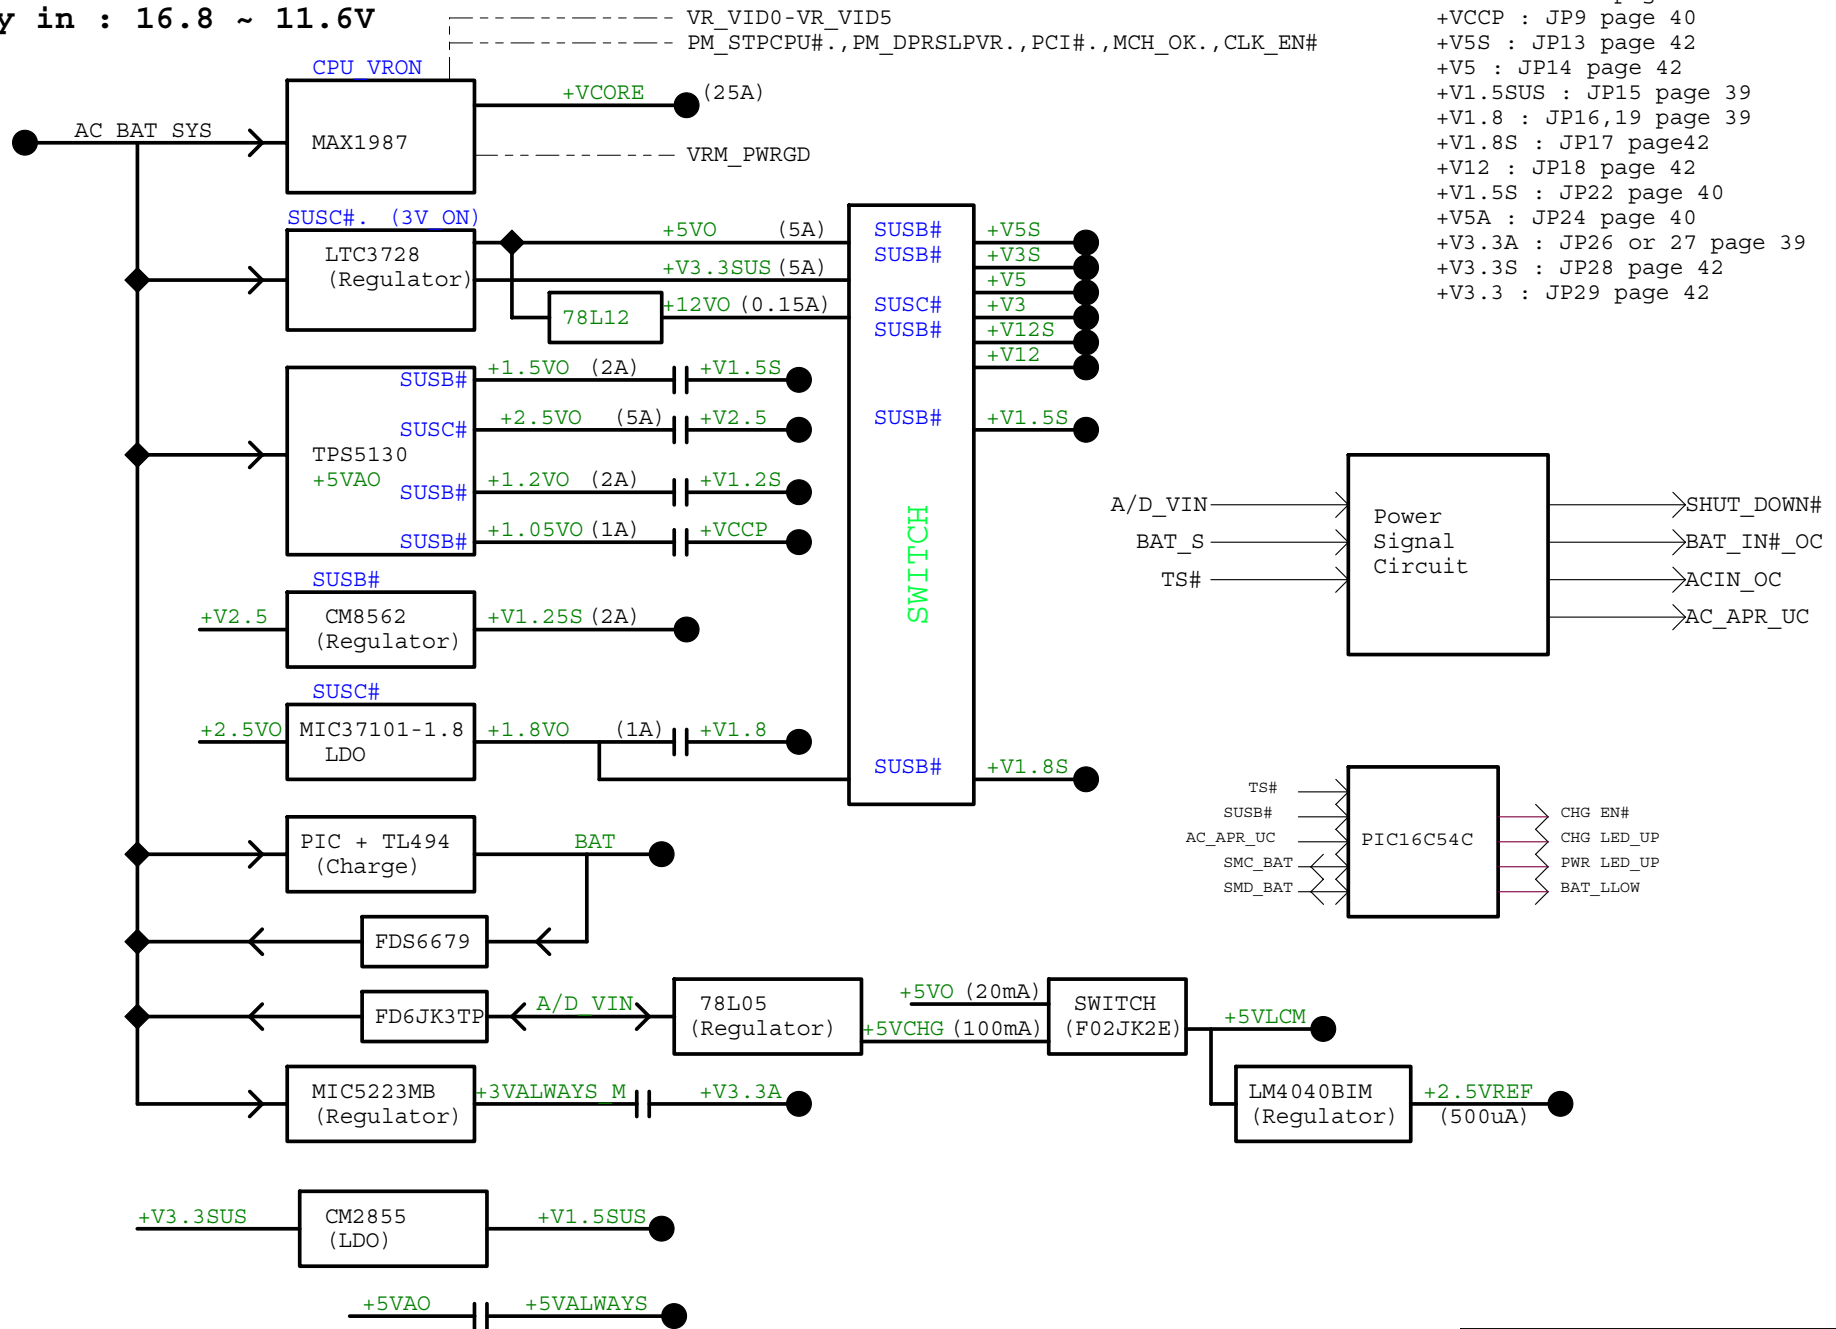 y in : 16.8 ~ 11.6V
VR_VID0-VR_VID5
PM_STPCPU#.,PM_DPRSLPVR.,PCI#.,MCH_OK.,CLK_EN#
CPU_VRON
+VCORE (25A)
AC_BAT_SYS
MAX1987
VRM_PWRGD
+VCCP : JP9 page 40
+V5S : JP13 page 42
+V5 : JP14 page 42
+V1.5SUS : JP15 page 39
+V1.8 : JP16,19 page 39
+V1.8S : JP17 page42
+V12 : JP18 page 42
+V1.5S : JP22 page 40
+V5A : JP24 page 40
+V3.3A : JP26 or 27 page 39
+V3.3S : JP28 page 42
+V3.3 : JP29 page 42
SUSC#. (3V_ON)
LTC3728
(Regulator)
+5VO (5A)
+V3.3SUS (5A)
78L12
+12VO (0.15A)
SUSB#
SUSB#
SUSC#
SUSB#
SUSB#
SWITCH
SUSB#
+V5S
+V3S
+V5
+V3
+V12S
+V12
+V1.5S
+V1.8S
TPS5130
+5VAO
SUSB#
+1.5VO (2A)
+V1.5S
SUSC#
+2.5VO (5A)
+V2.5
SUSB#
+1.2VO (2A)
+V1.2S
SUSB#
+1.05VO (1A)
+VCCP
SUSB#
+V2.5
CM8562
(Regulator)
+V1.25S (2A)
SUSC#
+2.5VO
MIC37101-1.8
LDO
+1.8VO (1A)
+V1.8
A/D_VIN
BAT_S
TS#
Power
Signal
Circuit
SHUT_DOWN#
BAT_IN#_OC
ACIN_OC
AC_APR_UC
TS#
SUSB#
AC_APR_UC
SMC_BAT
SMD_BAT
PIC16C54C
CHG EN#
CHG LED_UP
PWR LED_UP
BAT_LLOW
PIC + TL494
(Charge)
BAT
FDS6679
FD6JK3TP
A/D_VIN
78L05
(Regulator)
+5VO (20mA)
+5VCHG (100mA)
SWITCH
(F02JK2E)
+5VLCM
LM4040BIM
(Regulator)
+2.5VREF
(500uA)
MIC5223MB
(Regulator)
+3VALWAYS_M
+V3.3A
+V3.3SUS
CM2855
(LDO)
+V1.5SUS
+5VAO
+5VALWAYS